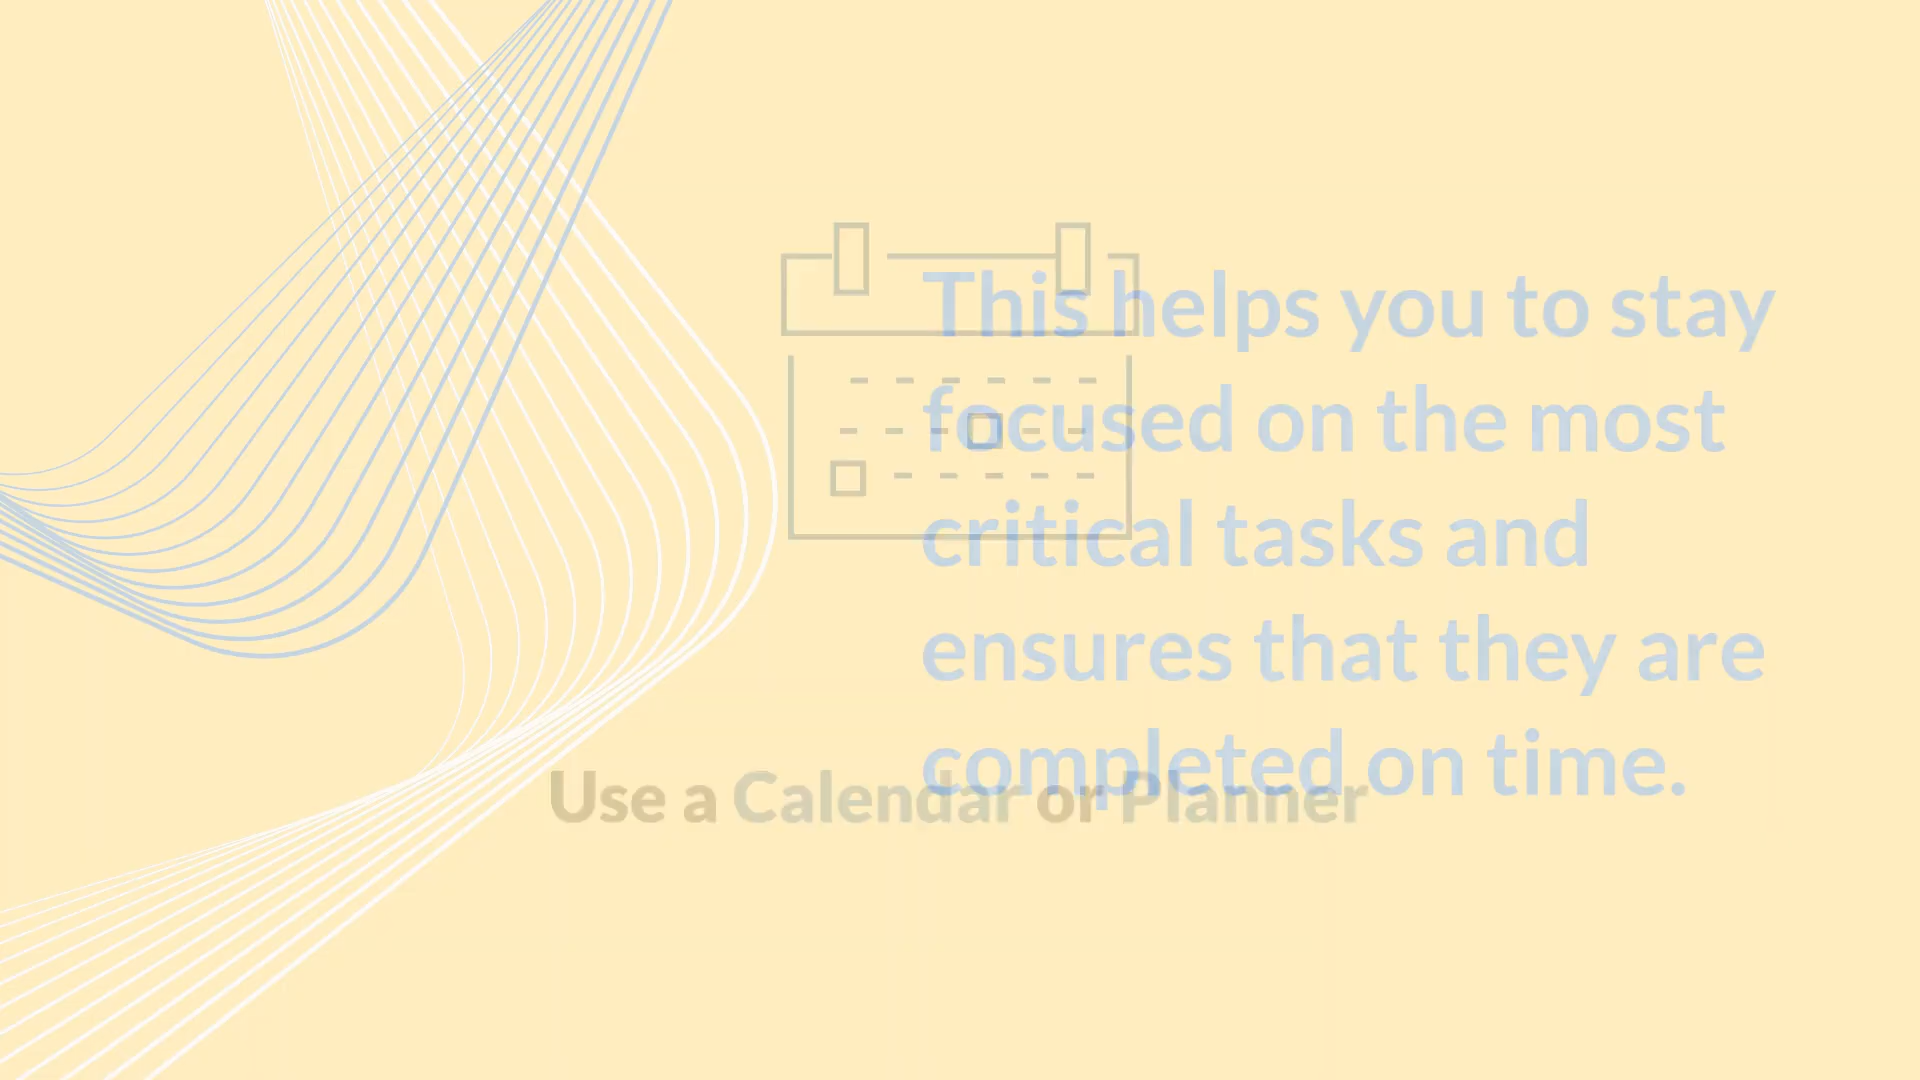 This helps you to stay
focused on the most
critical tasks and
ensures that they are
completed on time.
Use a Calendar or Planner